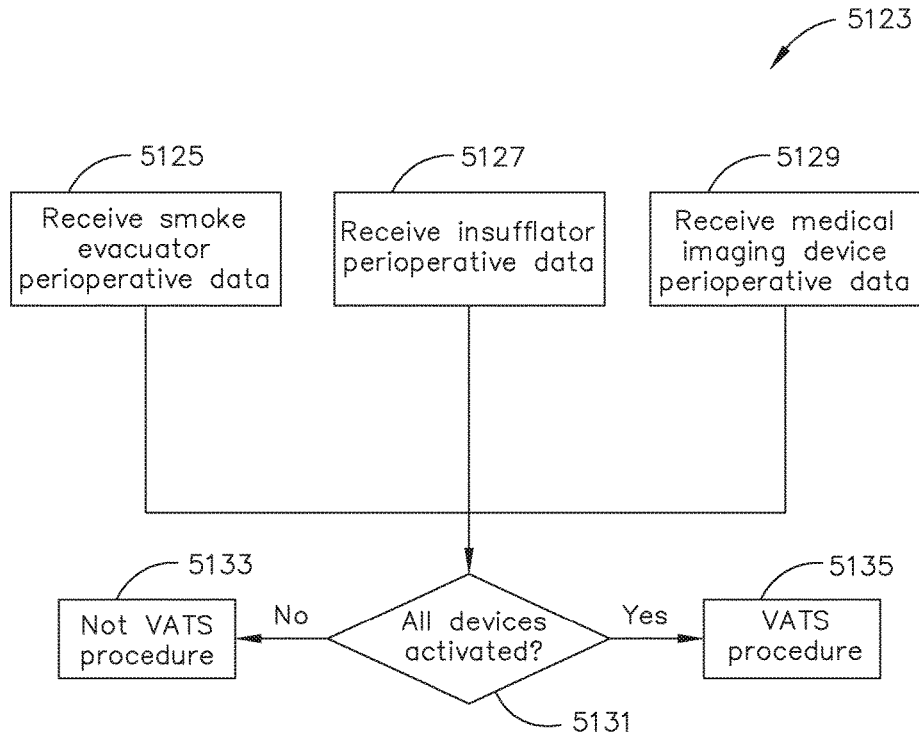 5123
5125
Receive smoke
evacuator
perioperative data
5127
Receive insufflator
perioperative data
5129
Receive medical
imaging device
perioperative data
5133
Not VATS
procedure
No
All devices
activated?
5131
Yes
5135
VATS
procedure